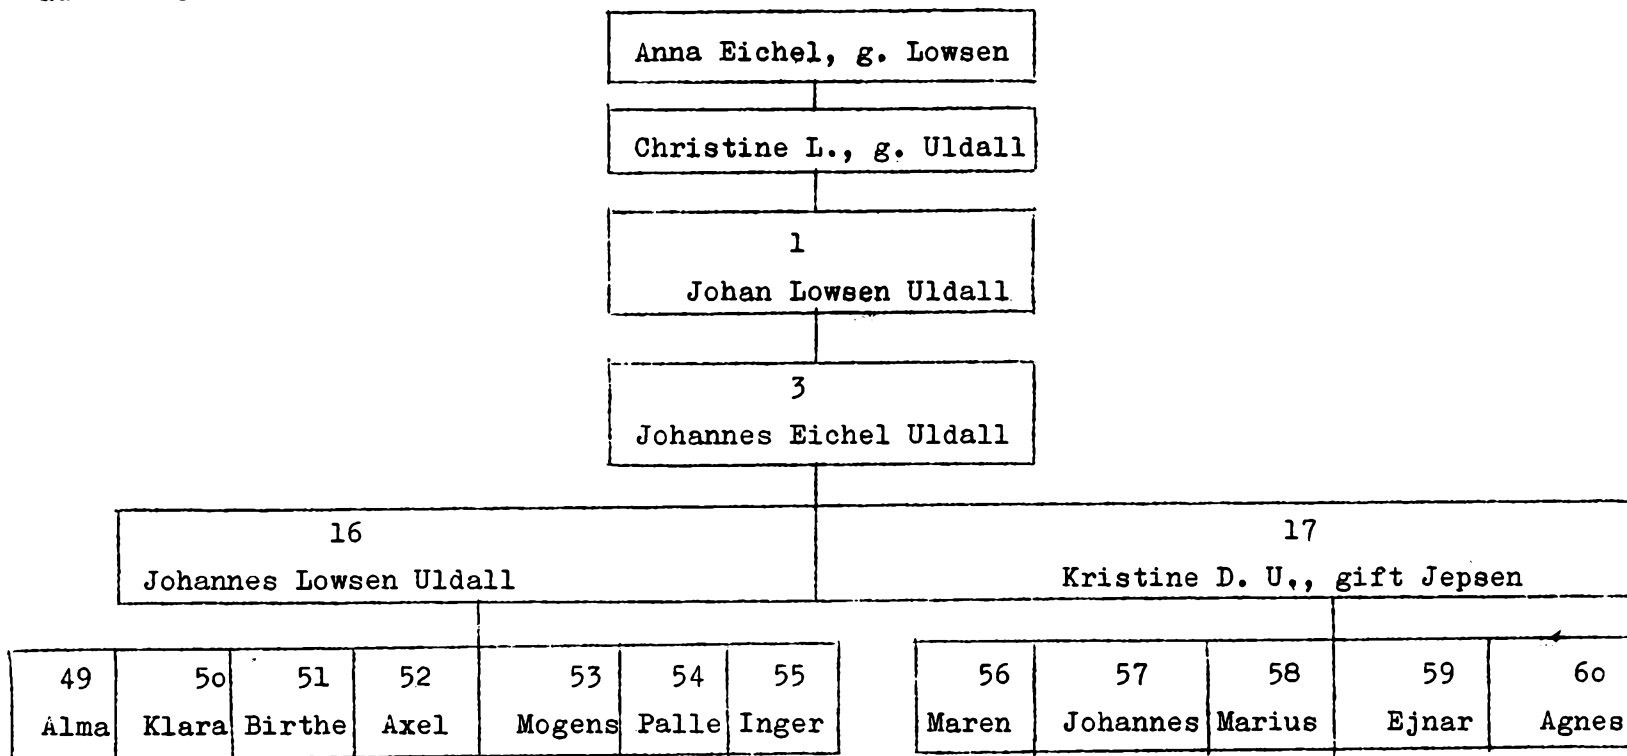 Anna Eichel, g. Lowsen
Christine L., g. Uldall
1
Johan Lowsen Uldall
3
Johannes Eichel Uldall
16 17
Johannes Lowsen Uldall Kristine D. U., gift Jepsen
49 5o 51 52 53 54 55 56 57 58 59 6o
Alma Klara Birthe Axel Mogens Palle Inger Maren Johannes Marius Ejnar Agnes